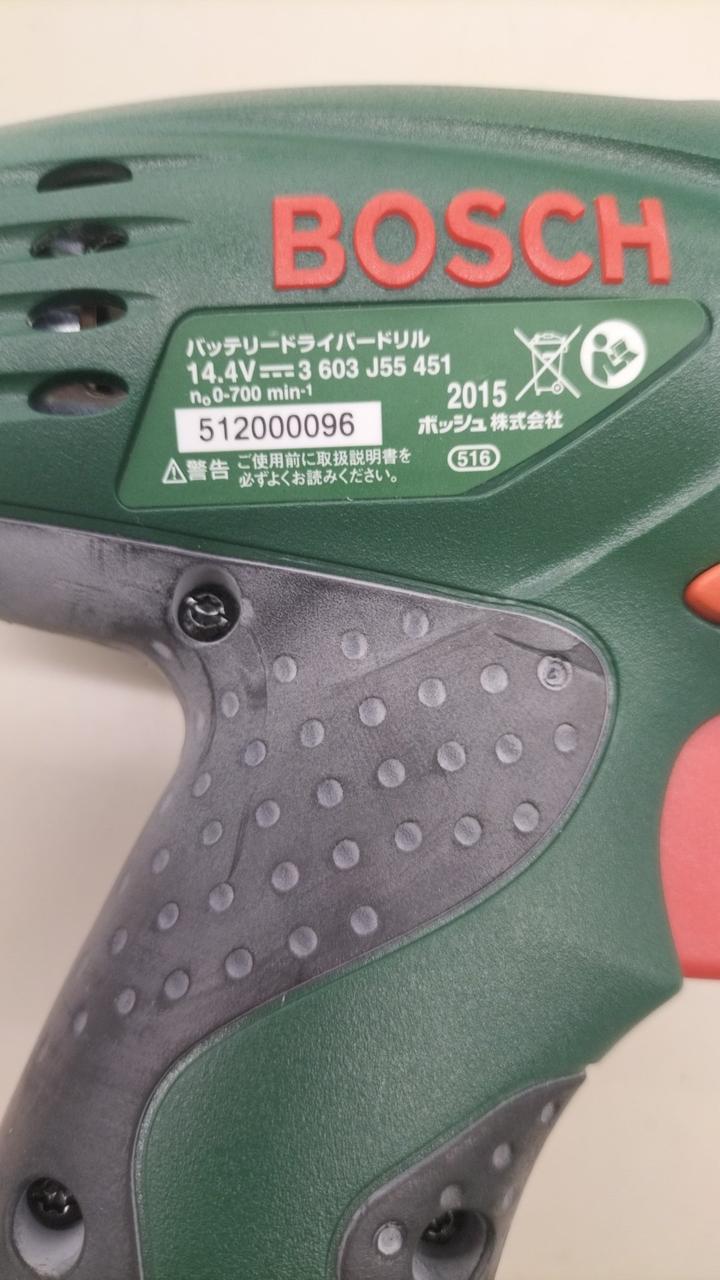 BOSCH
バッテリードライバードリル
14.4V⎓3 603 J55 451
n₀0-700 min⁻¹
2015
512000096
ボッシュ株式会社
⚠警告 ご使用前に取扱説明書を
必ずよくお読みください。
516